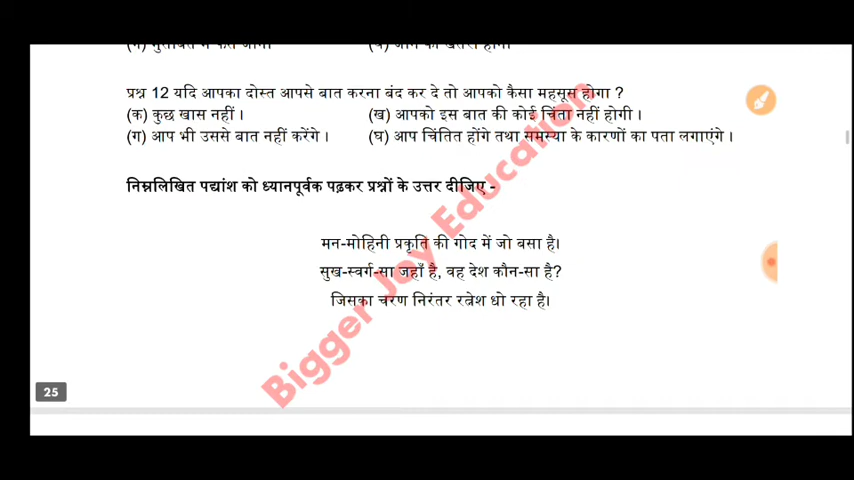 प्रश्न 12 यदि आपका दोस्त आपसे बात करना बंद कर दे तो आपको कैसा महसूस होगा ?
(क) कुछ खास नहीं । (ख) आपको इस बात की कोई चिंता नहीं होगी ।
(ग) आप भी उससे बात नहीं करेंगे । (घ) आप चिंतित होंगे तथा समस्या के कारणों का पता लगाएंगे ।
निम्नलिखित पद्यांश को ध्यानपूर्वक पढ़कर प्रश्नों के उत्तर दीजिए -
मन-मोहिनी प्रकृति की गोद में जो बसा है।
सुख-स्वर्ग-सा जहाँ है, वह देश कौन-सा है?
जिसका चरण निरंतर रत्नेश धो रहा है।
Bigger Joy Education
25